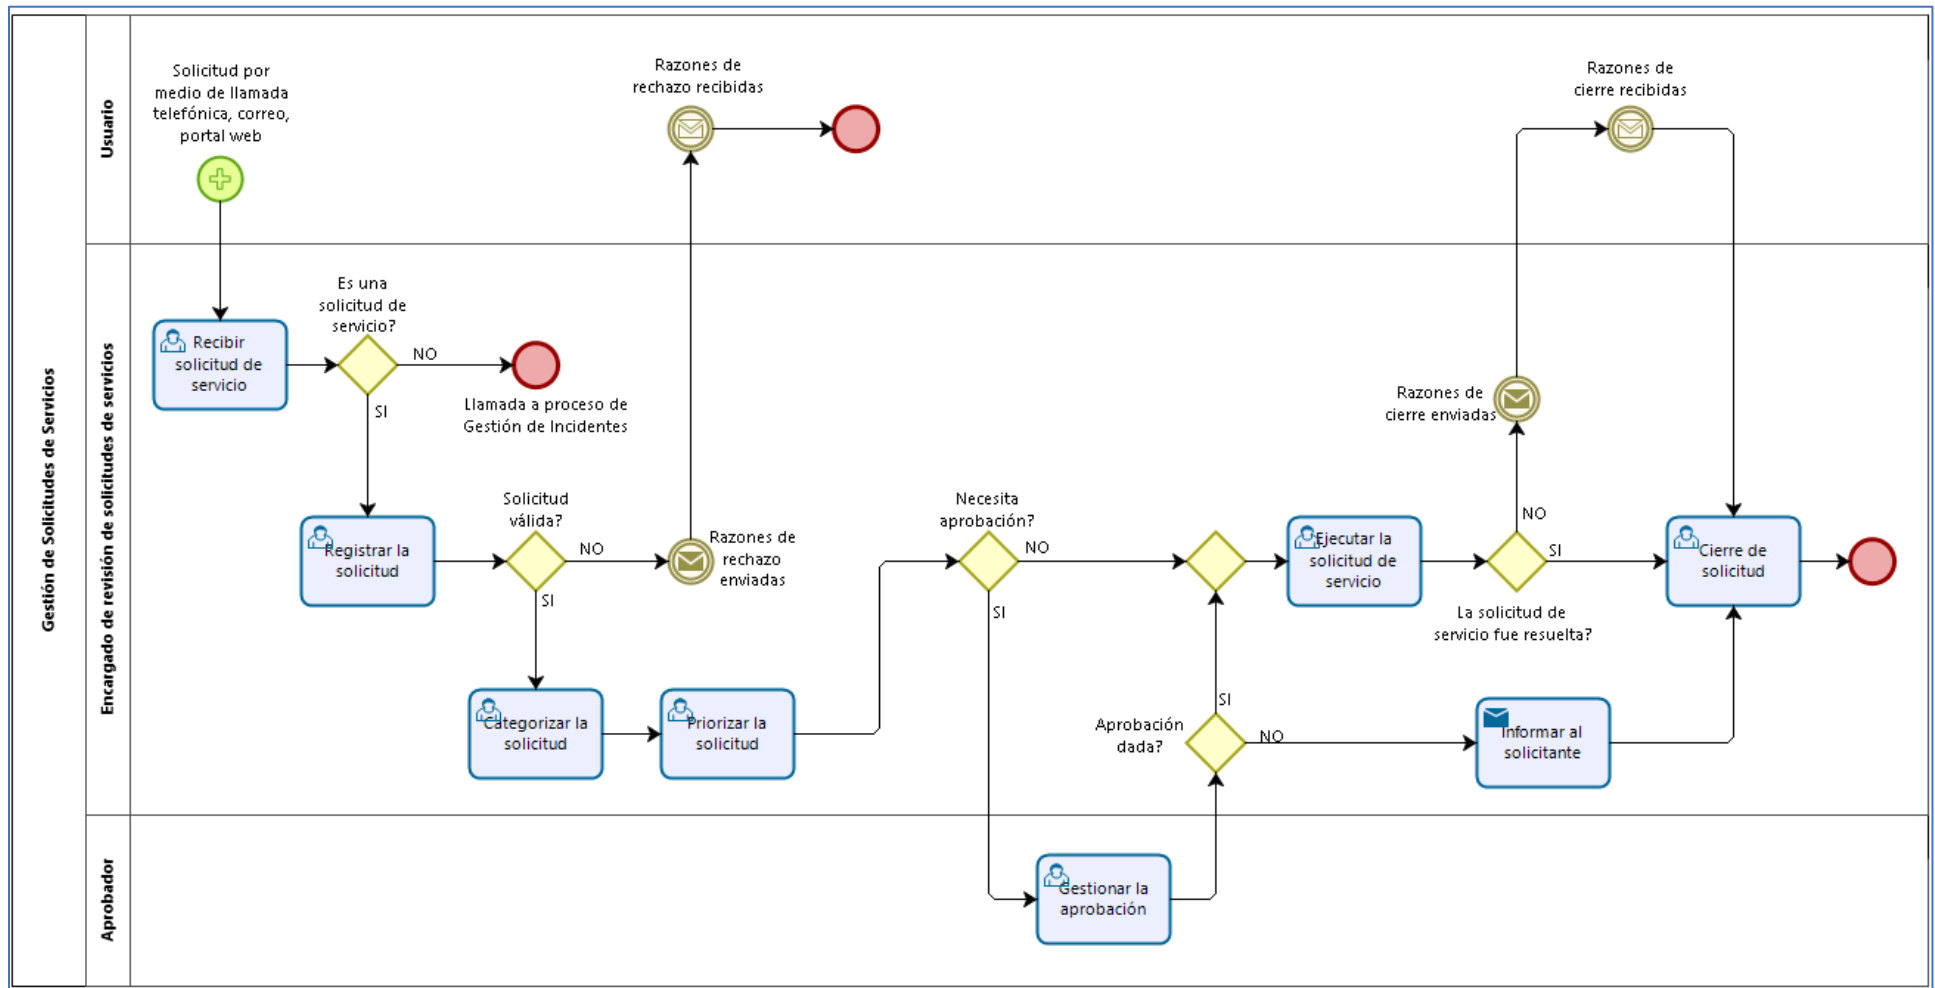 Gestión de Solicitudes de Servicios
Usuario
Solicitud por
medio de llamada
telefónica, correo,
portal web
Razones de
rechazo recibidas
Razones de
cierre recibidas
Encargado de revisión de solicitudes de servicios
Recibir
solicitud de
servicio
Es una
solicitud de
servicio?
NO
SI
Llamada a proceso de
Gestión de Incidentes
Registrar la
solicitud
Solicitud
válida?
NO
SI
Razones de
rechazo
enviadas
Categorizar la
solicitud
Priorizar la
solicitud
Necesita
aprobación?
NO
SI
Ejecutar la
solicitud de
servicio
Razones de
cierre enviadas
NO
SI
La solicitud de
servicio fue resuelta?
Cierre de
solicitud
Aprobación
dada?
SI
NO
Informar al
solicitante
Aprobador
Gestionar la
aprobación